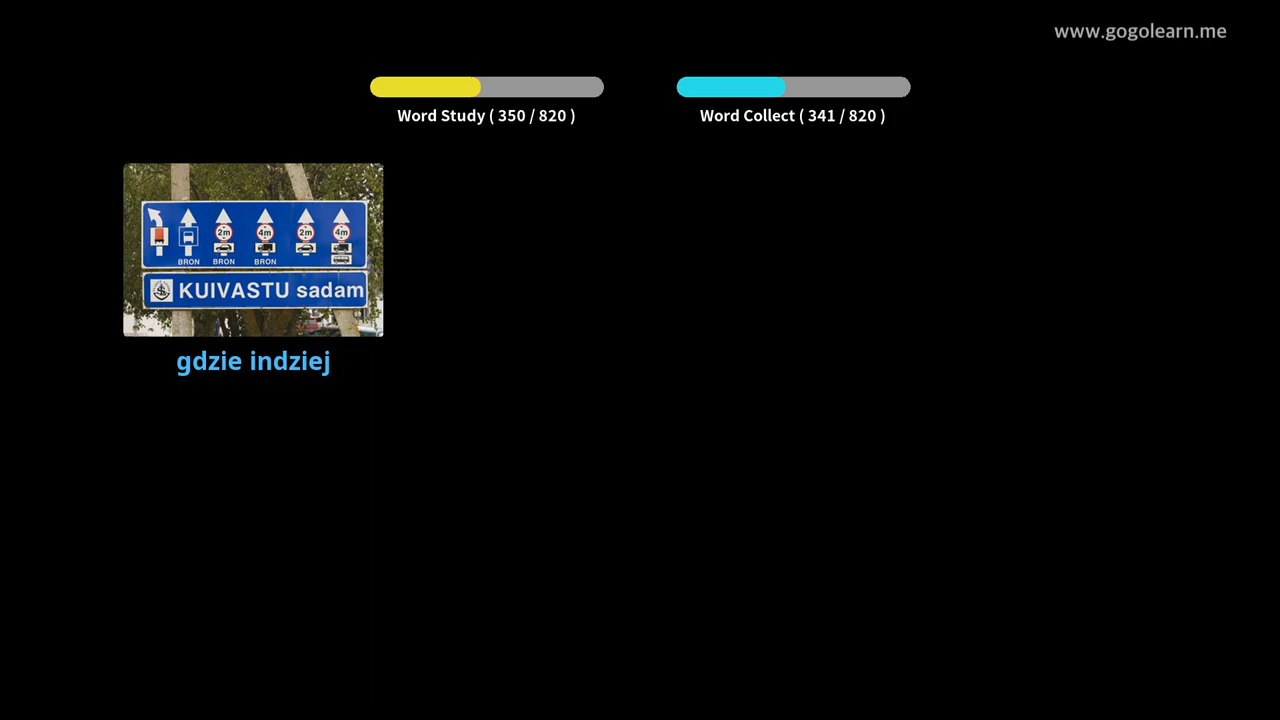 www.gogolearn.me
Word Study ( 350 / 820 )
Word Collect ( 341 / 820 )
2m 4m 2m 4m
BRON BRON BRON
KUIVASTU sadam
gdzie indziej